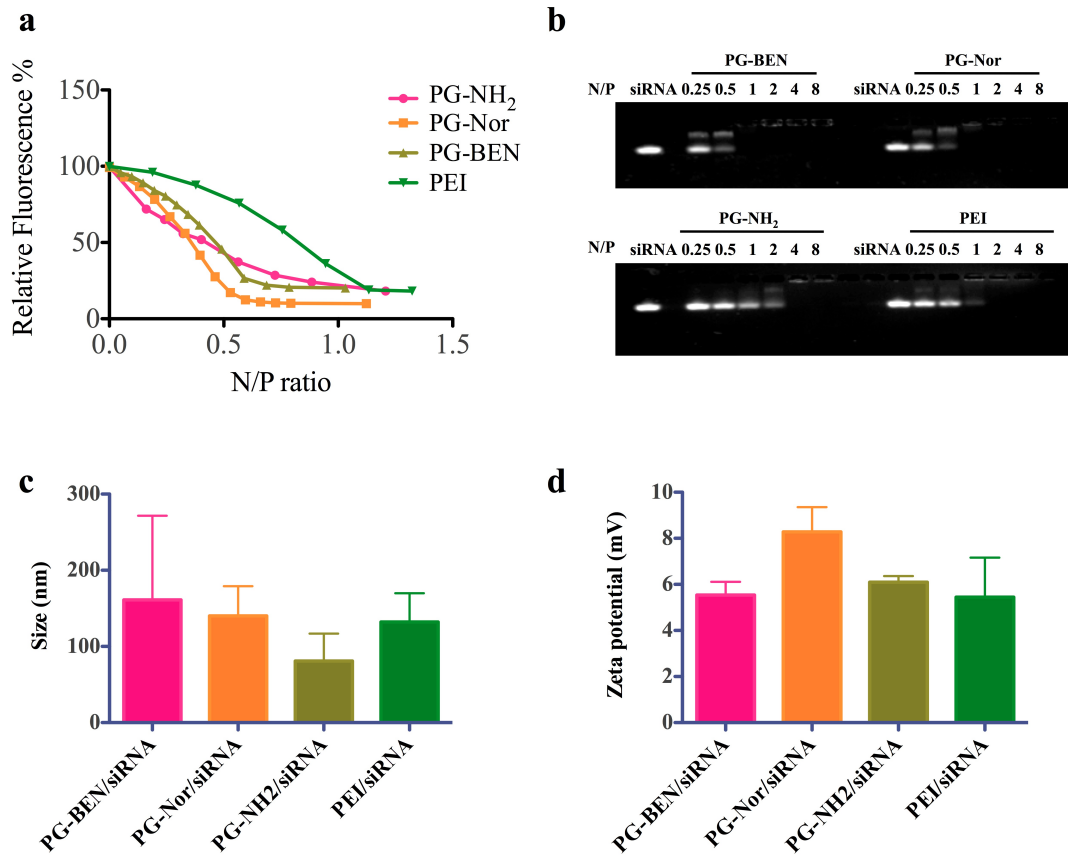 a
Relative Fluorescence %
150
100
50
0
0.0 0.5 1.0 1.5
N/P ratio
PG-NH2
PG-Nor
PG-BEN
PEI
b
PG-BEN PG-Nor
N/P siRNA 0.25 0.5 1 2 4 8 siRNA 0.25 0.5 1 2 4 8
PG-NH2 PEI
N/P siRNA 0.25 0.5 1 2 4 8 siRNA 0.25 0.5 1 2 4 8
c
Size (nm)
300
200
100
0
PG-BEN/siRNA
PG-Nor/siRNA
PG-NH2/siRNA
PEI/siRNA
d
Zeta potential (mV)
10
8
6
4
2
0
PG-BEN/siRNA
PG-Nor/siRNA
PG-NH2/siRNA
PEI/siRNA